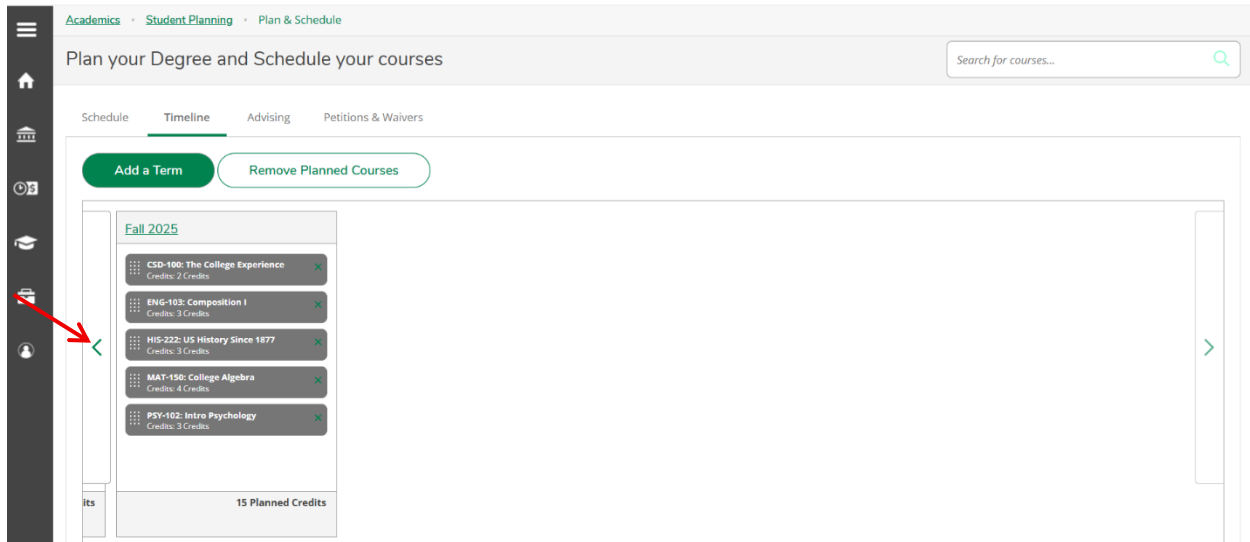 Academics · Student Planning · Plan & Schedule
Plan your Degree and Schedule your courses
Search for courses...
Schedule Timeline Advising Petitions & Waivers
Add a Term Remove Planned Courses
Fall 2025
CSD-100: The College Experience
Credits: 2 Credits
ENG-103: Composition I
Credits: 3 Credits
HIS-222: US History Since 1877
Credits: 3 Credits
MAT-150: College Algebra
Credits: 4 Credits
PSY-102: Intro Psychology
Credits: 3 Credits
its 15 Planned Credits